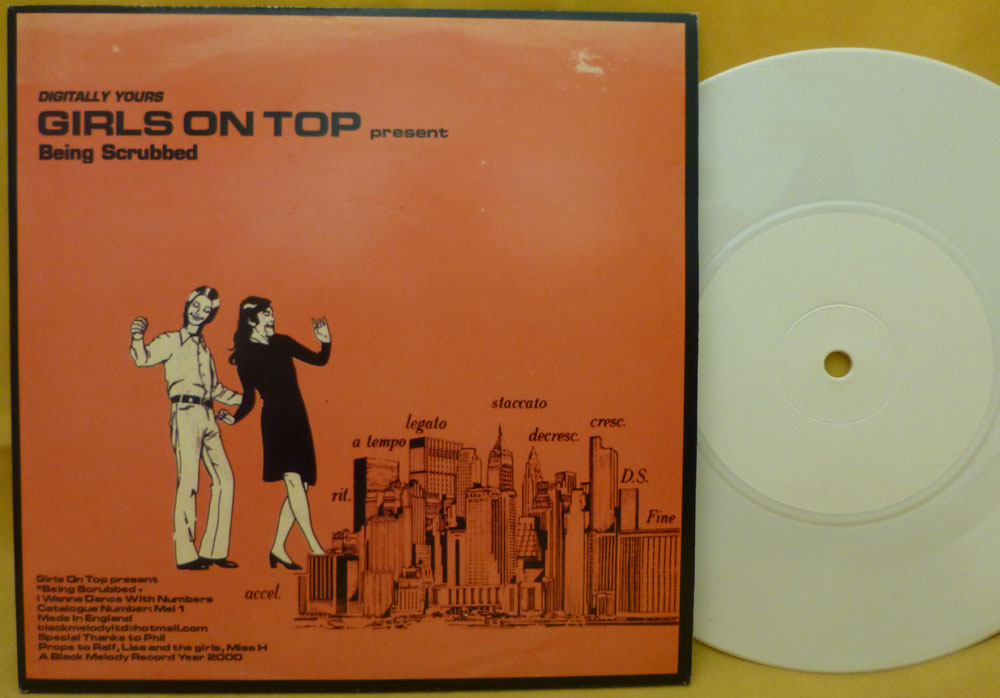 DIGITALLY YOURS
GIRLS ON TOP present
Being Scrubbed
staccato
legato
cresc.
a tempo
decresc.
D.S.
rit.
Fine
accel.
Girls On Top present
"Being Scrubbed +
I Wanna Dance With Numbers
Catalogue Number: Mel 1
Made in England
blackmelodyltd@hotmail.com
Special Thanks to Phil
Props to Ralf, Lisa and the girls, Miss H
A Black Melody Record Year 2000